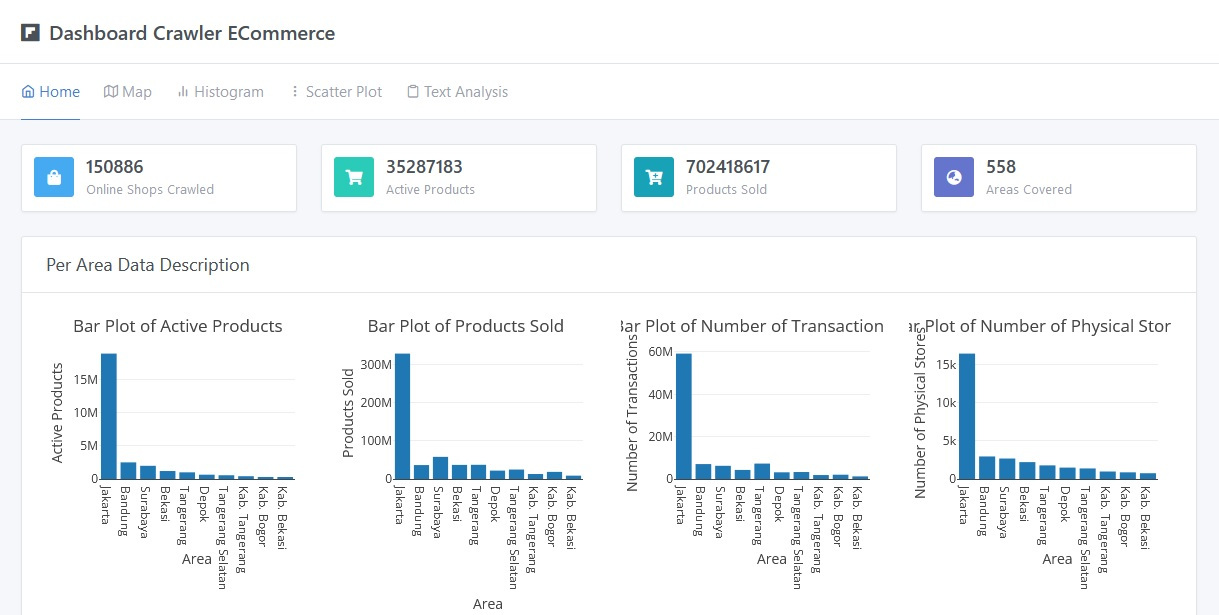 Dashboard Crawler ECommerce
Home
Map
Histogram
Scatter Plot
Text Analysis
150886
Online Shops Crawled
35287183
Active Products
702418617
Products Sold
558
Areas Covered
Per Area Data Description
Bar Plot of Active Products
Active Products
15M
10M
5M
0
Jakarta
Bandung
Surabaya
Bekasi
Tangerang
Depok
Tangerang Selatan
Kab. Tangerang
Kab. Bogor
Kab. Bekasi
Area
Bar Plot of Products Sold
Products Sold
300M
200M
100M
0
Jakarta
Bandung
Surabaya
Bekasi
Tangerang
Depok
Tangerang Selatan
Kab. Tangerang
Kab. Bogor
Kab. Bekasi
Area
Bar Plot of Number of Transaction
Number of Transactions
60M
40M
20M
0
Jakarta
Bandung
Surabaya
Bekasi
Tangerang
Depok
Tangerang Selatan
Kab. Tangerang
Kab. Bogor
Kab. Bekasi
Area
ar Plot of Number of Physical Stor
Number of Physical Stores
15k
10k
5k
0
Jakarta
Bandung
Surabaya
Bekasi
Tangerang
Depok
Tangerang Selatan
Kab. Tangerang
Kab. Bogor
Kab. Bekasi
Area